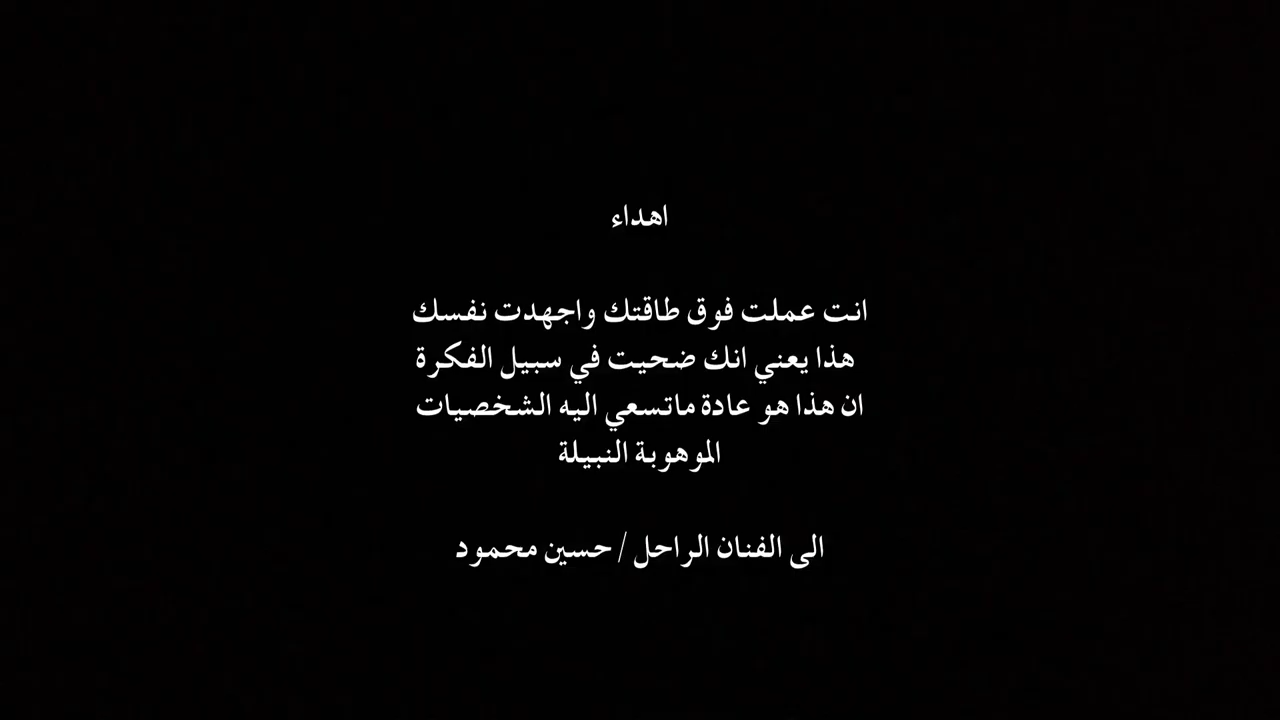 اهداء
انت عملت فوق طاقتك واجهدت نفسك
هذا يعني انك ضحيت في سبيل الفكرة
ان هذا هو عادة ماتسعي اليه الشخصيات
الموهوبة النبيلة
الى الفنان الراحل / حسين محمود